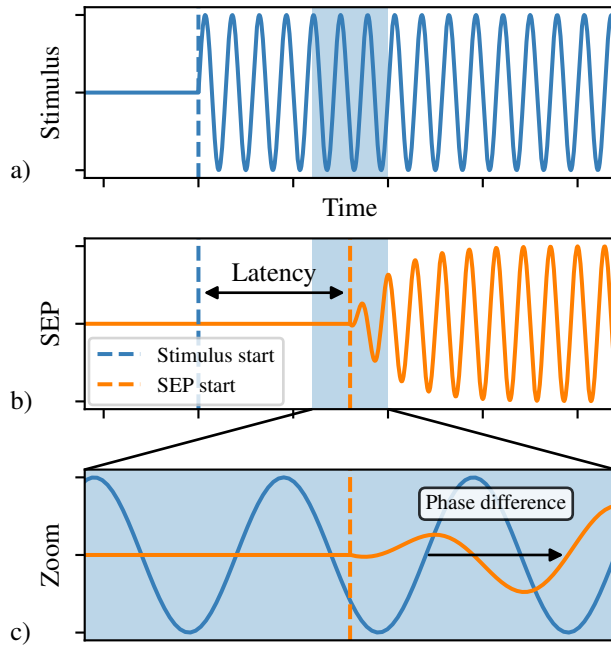 Stimulus
a)
Time
Latency
SEP
Stimulus start
SEP start
b)
Phase difference
Zoom
c)